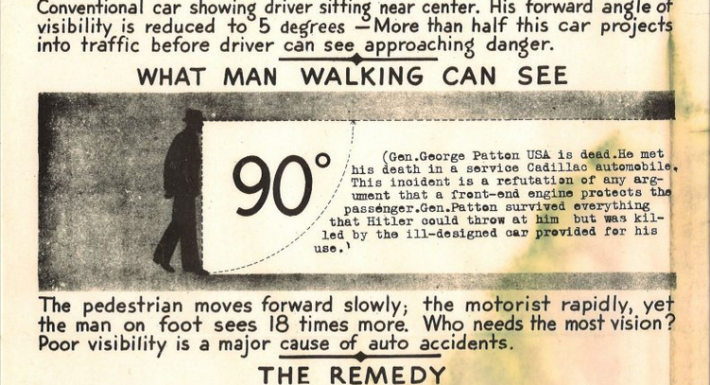 Conventional car showing driver sitting near center. His forward angle of
visibility is reduced to 5 degrees — More than half this car projects
into traffic before driver can see approaching danger.
WHAT MAN WALKING CAN SEE
90°
(Gen.George Patton USA is dead.He met
his death in a service Cadillac automobile.
This incident is a refutation of any arg-
ument that a front-end engine protects the
passenger.Gen.Patton survived everything
that Hitler could throw at him but was kil-
led by the ill-designed car provided for his
use.)
The pedestrian moves forward slowly; the motorist rapidly, yet
the man on foot sees 18 times more. Who needs the most vision?
Poor visibility is a major cause of auto accidents.
THE REMEDY